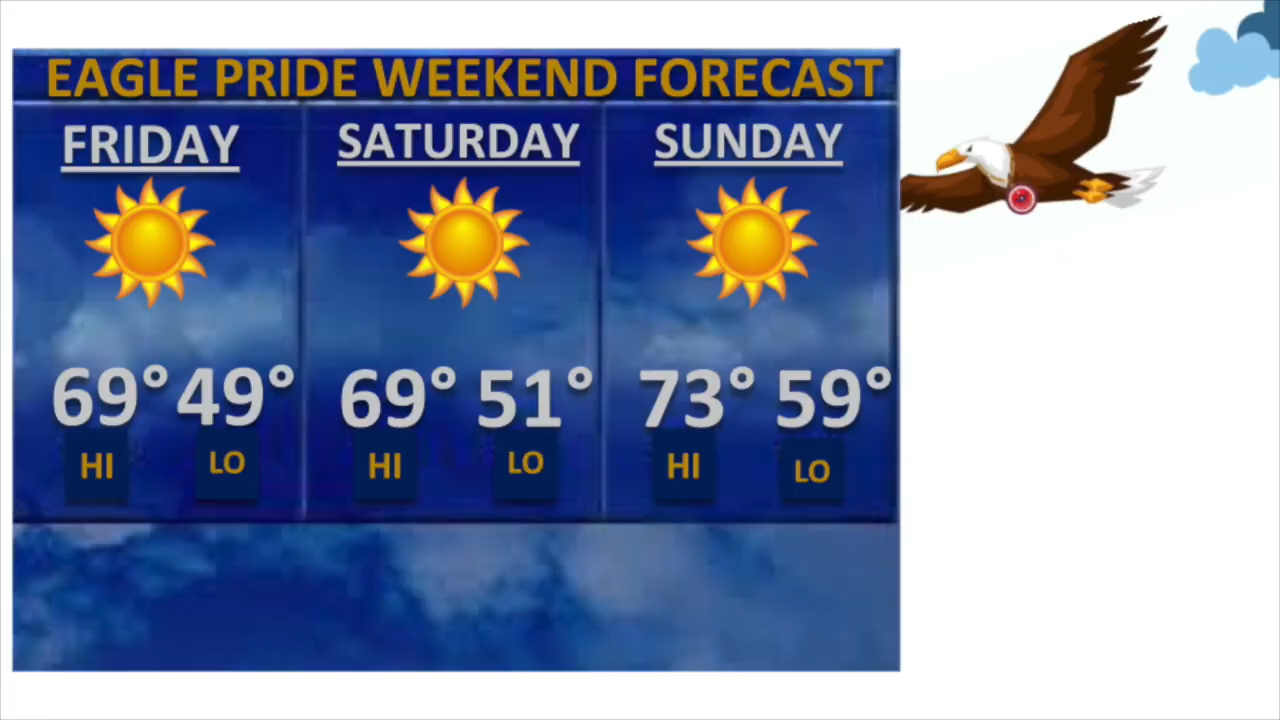 EAGLE PRIDE WEEKEND FORECAST
FRIDAY SATURDAY SUNDAY
69° 49° 69° 51° 73° 59°
HI LO HI LO HI LO